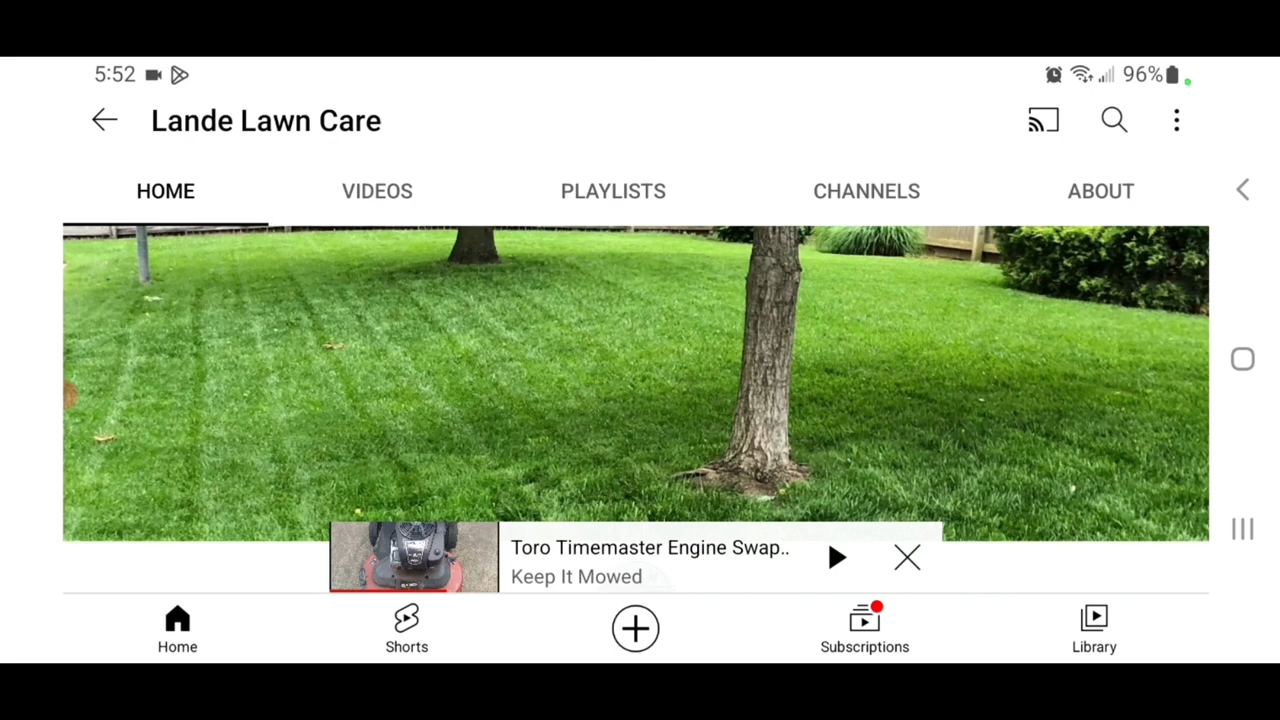 5:52 96%
Lande Lawn Care
HOME VIDEOS PLAYLISTS CHANNELS ABOUT
Toro Timemaster Engine Swap..
Keep It Mowed
Home Shorts Subscriptions Library